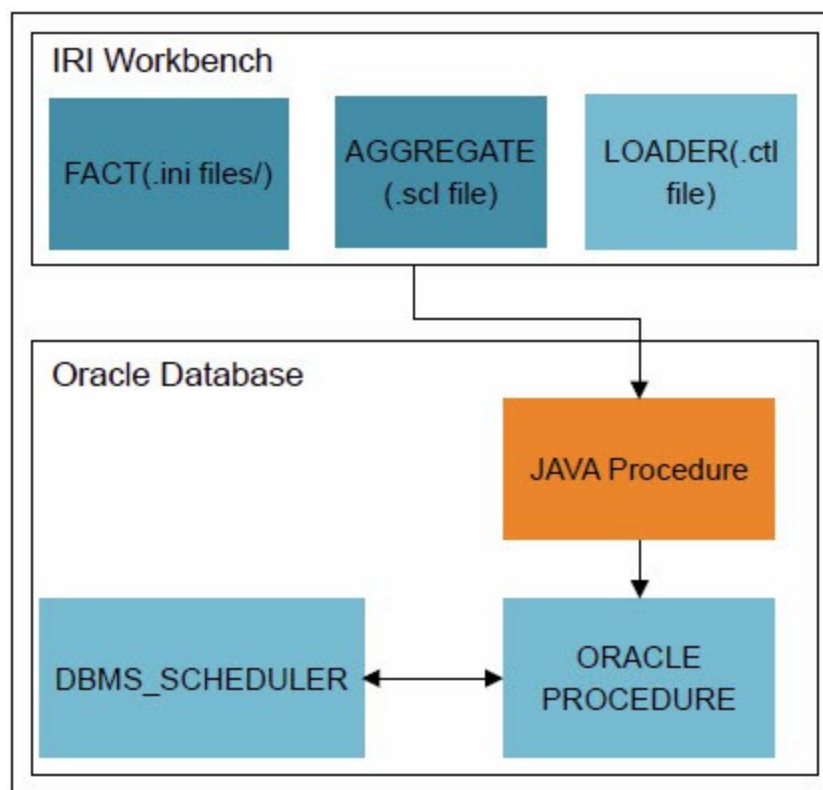 IRI Workbench
FACT(.ini files/)
AGGREGATE
(.scl file)
LOADER(.ctl
file)
Oracle Database
JAVA Procedure
DBMS_SCHEDULER
ORACLE
PROCEDURE